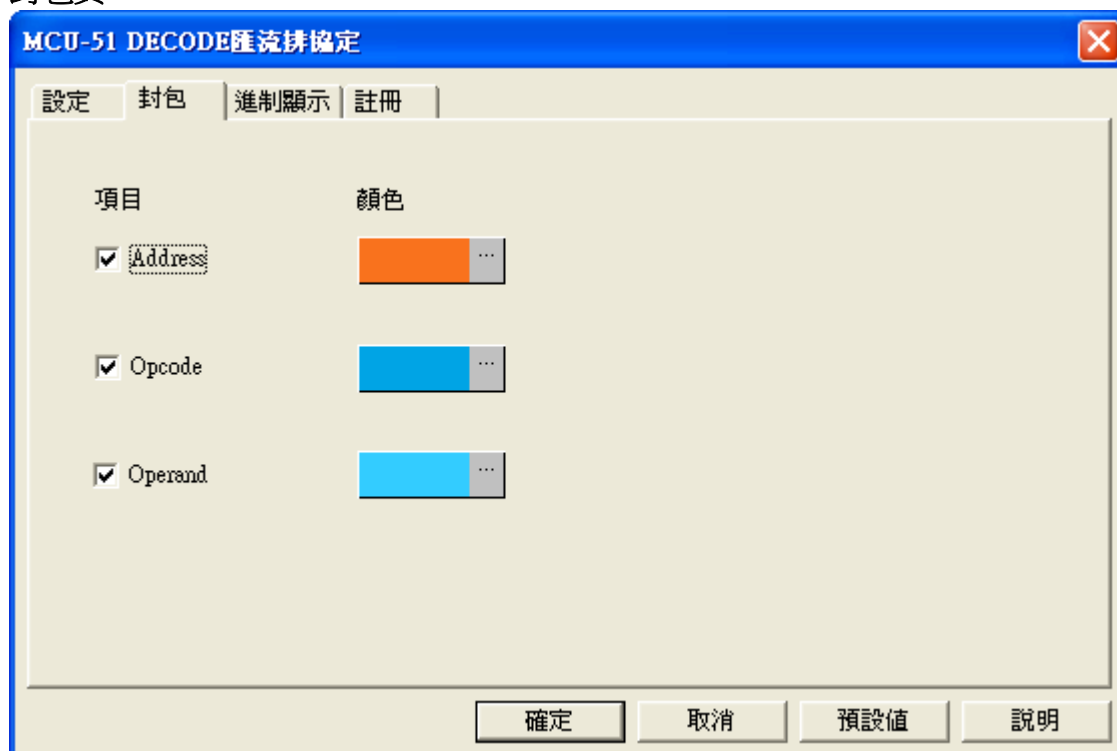 MCU-51 DECODE匯流排協定
設定 封包 進制顯示 註冊
項目 顏色
Address ...
Opcode ...
Operand ...
確定 取消 預設值 說明